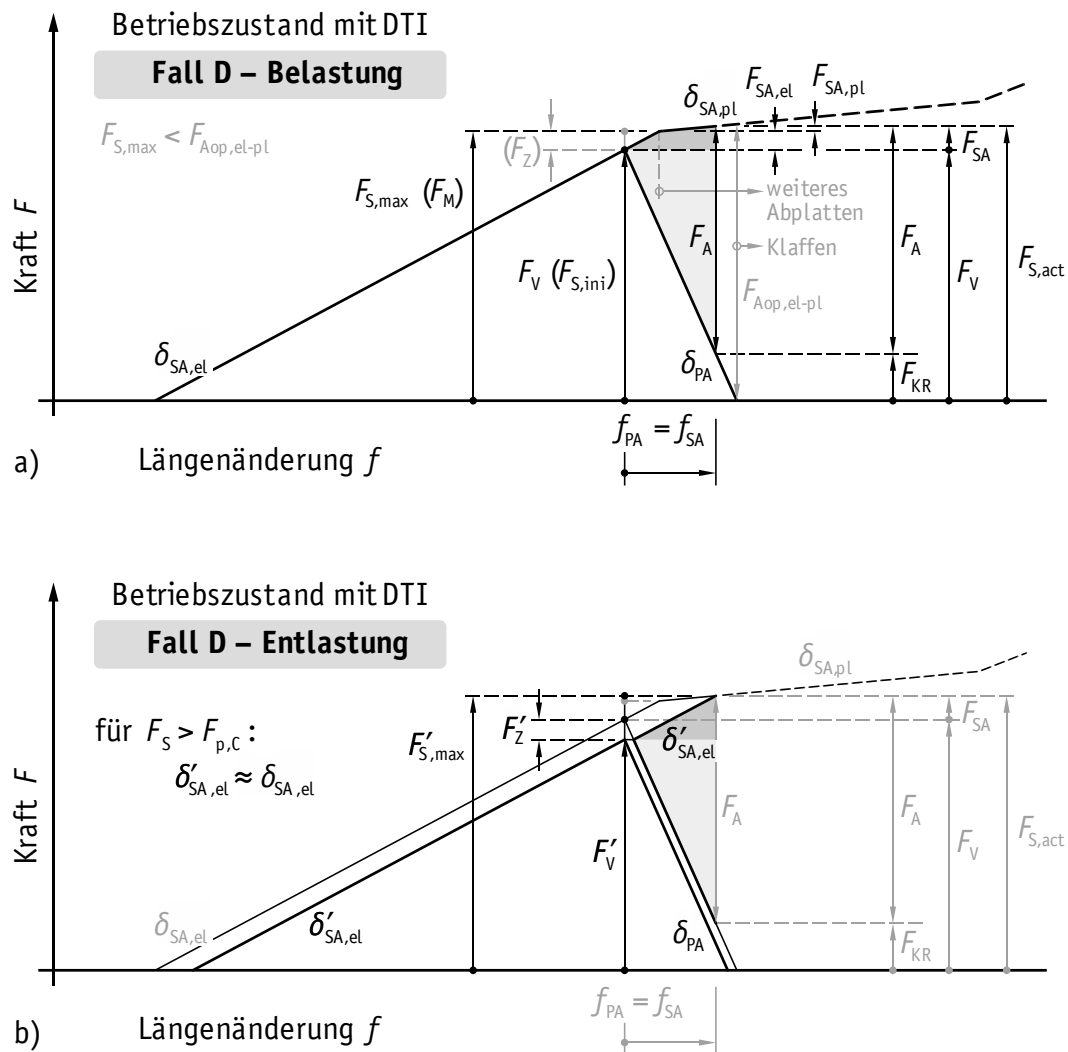 Betriebszustand mit DTI
Fall D – Belastung
F_S,max < F_Aop,el-pl
Kraft F
δ_SA,pl
F_SA,el
F_SA,pl
(F_Z)
F_SA
F_S,max (F_M)
weiteres
Abplatten
Klaffen
F_V (F_S,ini)
F_A
F_Aop,el-pl
F_A
F_V
F_S,act
δ_SA,el
δ_PA
F_KR
f_PA = f_SA
a)
Längenänderung f
Betriebszustand mit DTI
Fall D – Entlastung
für F_S > F_p,C :
δ′_SA,el ≈ δ_SA,el
Kraft F
δ_SA,pl
F′_S,max
F′_Z
δ′_SA,el
F_SA
F_A
F_A
F_V
F_S,act
F′_V
δ_SA,el
δ′_SA,el
δ_PA
F_KR
f_PA = f_SA
b)
Längenänderung f